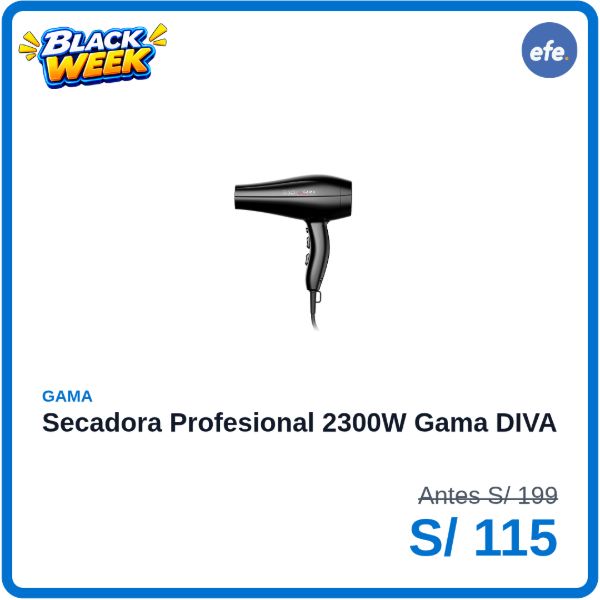 BLACK
WEEK
efe.
GAMA
Secadora Profesional 2300W Gama DIVA
Antes S/ 199
S/ 115